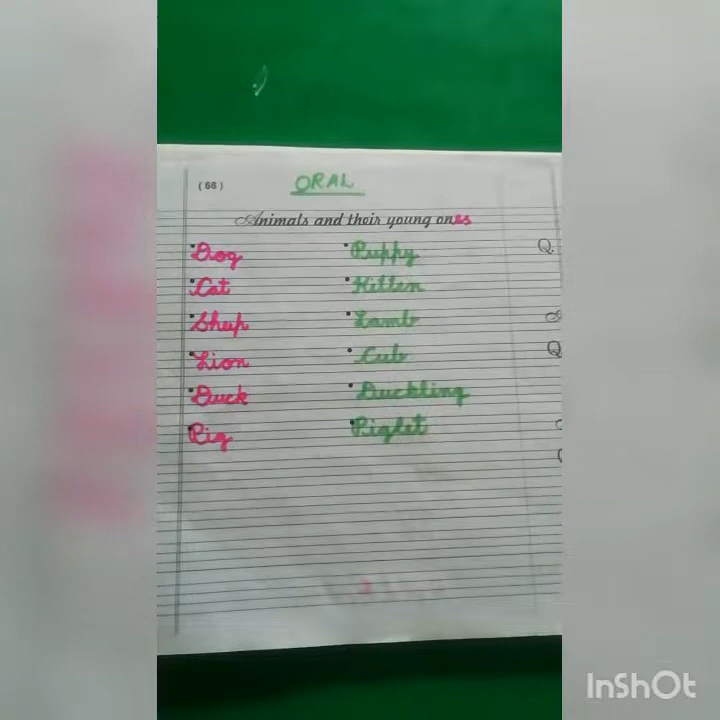 (66)
ORAL
Animals and their young ones
Dog Puppy
Q.
Cat Kitten
Sheep Lamb
Lion Cub
Q
Duck Duckling
Pig Piglet
InShOt